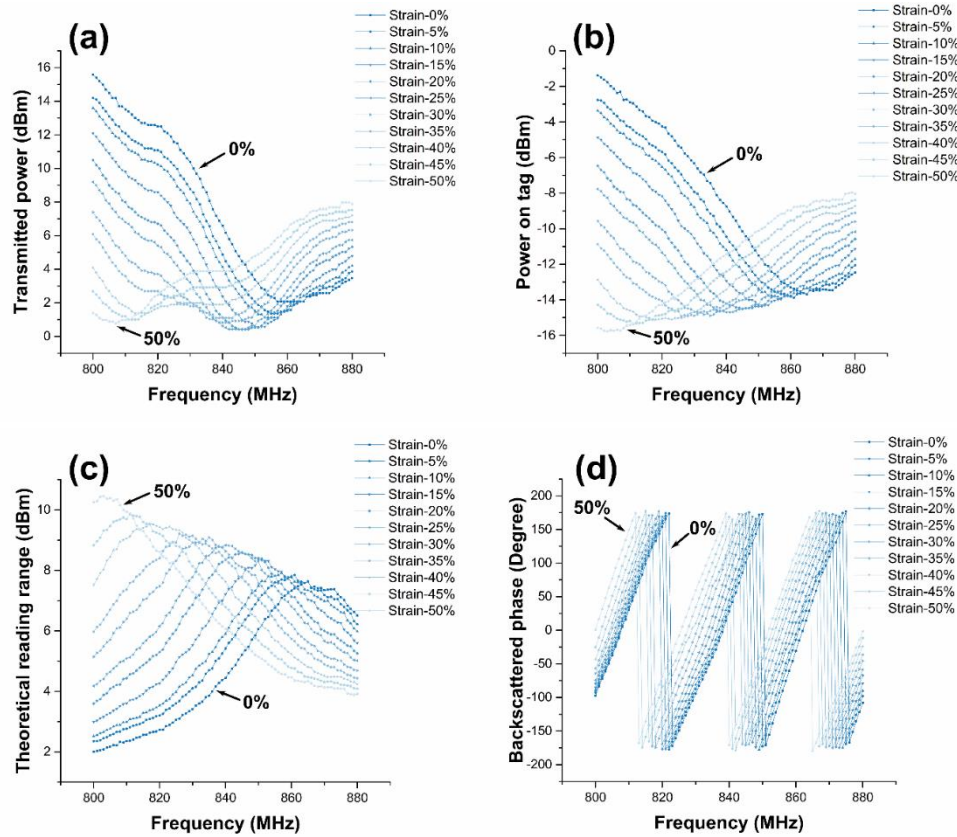 (a)
Strain-0%
Strain-5%
Strain-10%
Strain-15%
Strain-20%
Strain-25%
Strain-30%
Strain-35%
Strain-40%
Strain-45%
Strain-50%
0%
50%
Transmitted power (dBm)
16
14
12
10
8
6
4
2
0
800 820 840 860 880
Frequency (MHz)
(b)
Strain-0%
Strain-5%
Strain-10%
Strain-15%
Strain-20%
Strain-25%
Strain-30%
Strain-35%
Strain-40%
Strain-45%
Strain-50%
0%
50%
Power on tag (dBm)
0
-2
-4
-6
-8
-10
-12
-14
-16
800 820 840 860 880
Frequency (MHz)
(c)
Strain-0%
Strain-5%
Strain-10%
Strain-15%
Strain-20%
Strain-25%
Strain-30%
Strain-35%
Strain-40%
Strain-45%
Strain-50%
50%
0%
Theoretical reading range (dBm)
10
8
6
4
2
800 820 840 860 880
Frequency (MHz)
(d)
Strain-0%
Strain-5%
Strain-10%
Strain-15%
Strain-20%
Strain-25%
Strain-30%
Strain-35%
Strain-40%
Strain-45%
Strain-50%
50%
0%
Backscattered phase (Degree)
200
150
100
50
0
-50
-100
-150
-200
800 820 840 860 880
Frequency (MHz)